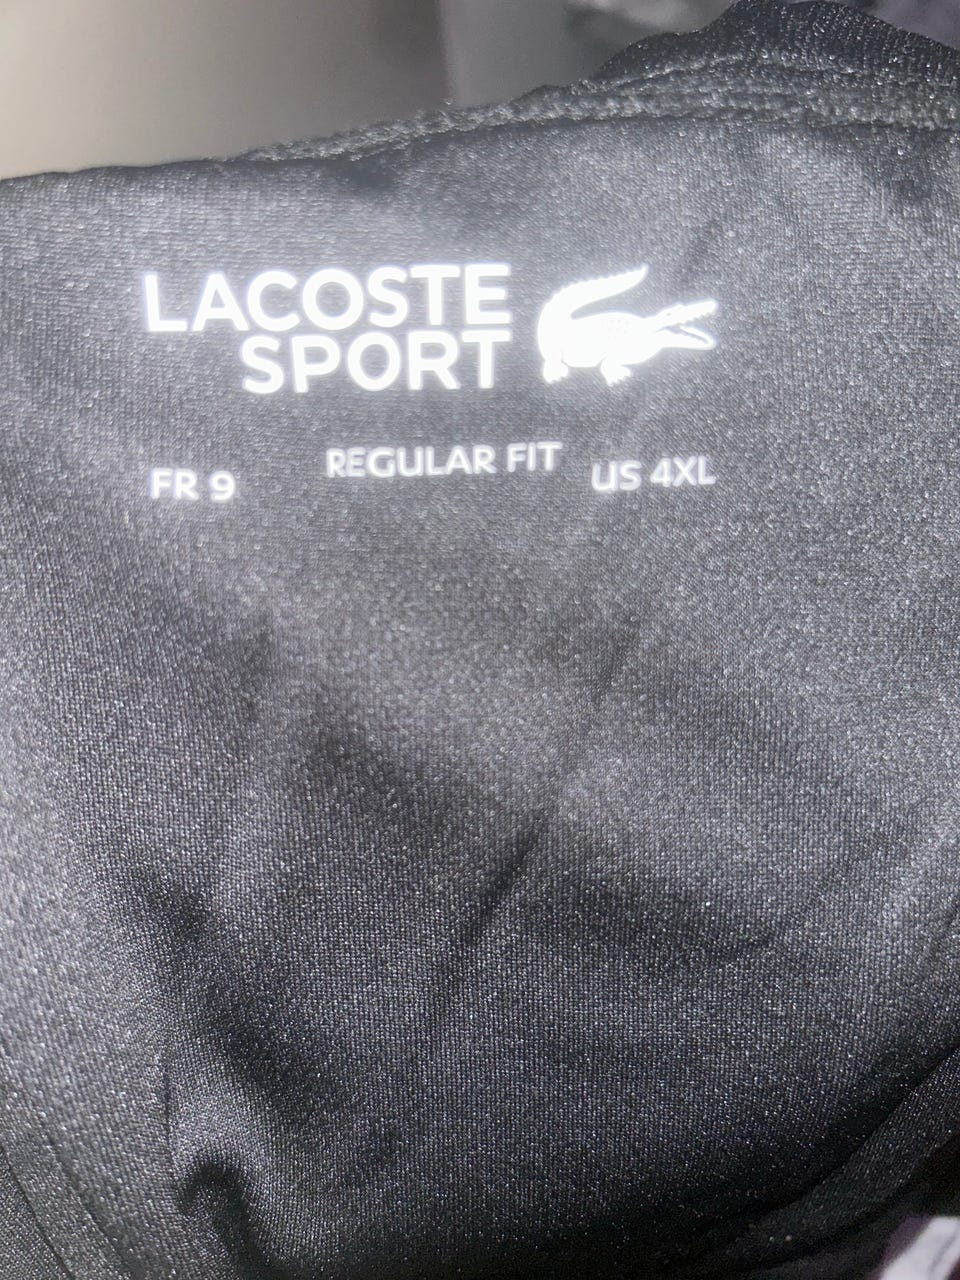 LACOSTE
SPORT
FR 9 REGULAR FIT US 4XL